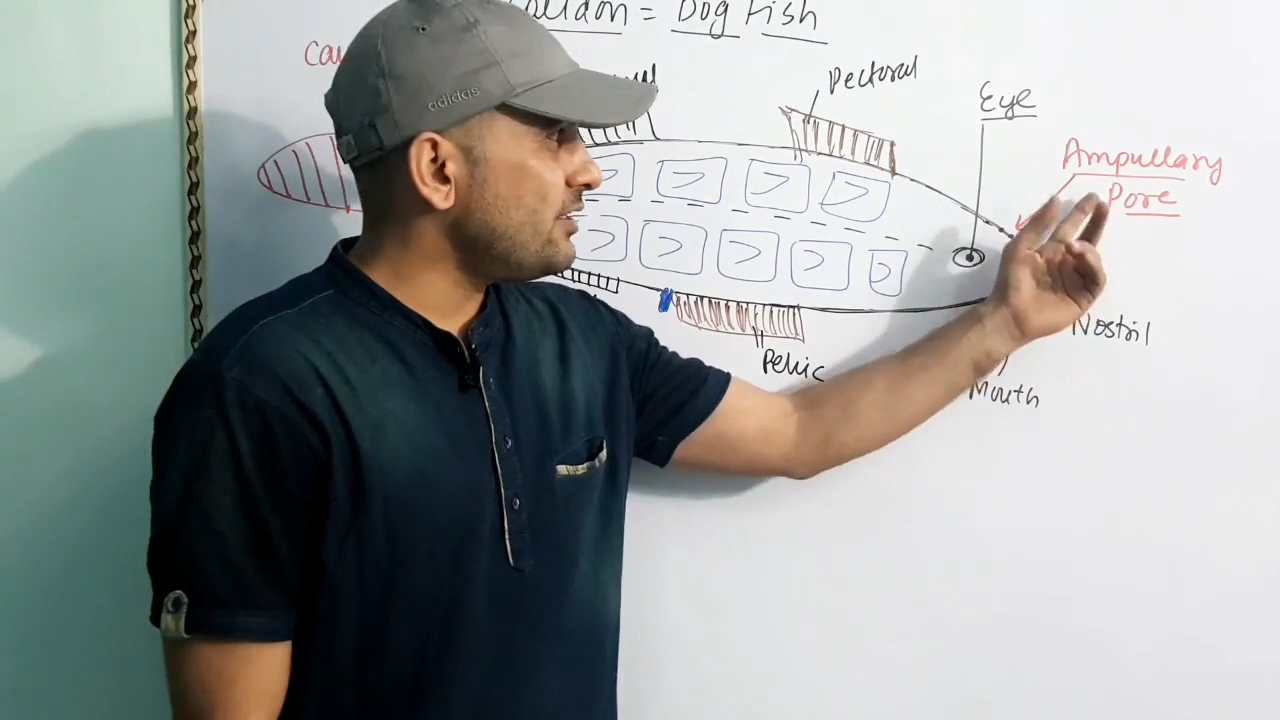 = Dog Fish
Pectoral
Eye
Ampullary
Pore
adidas
Nostril
Pelvic
Mouth